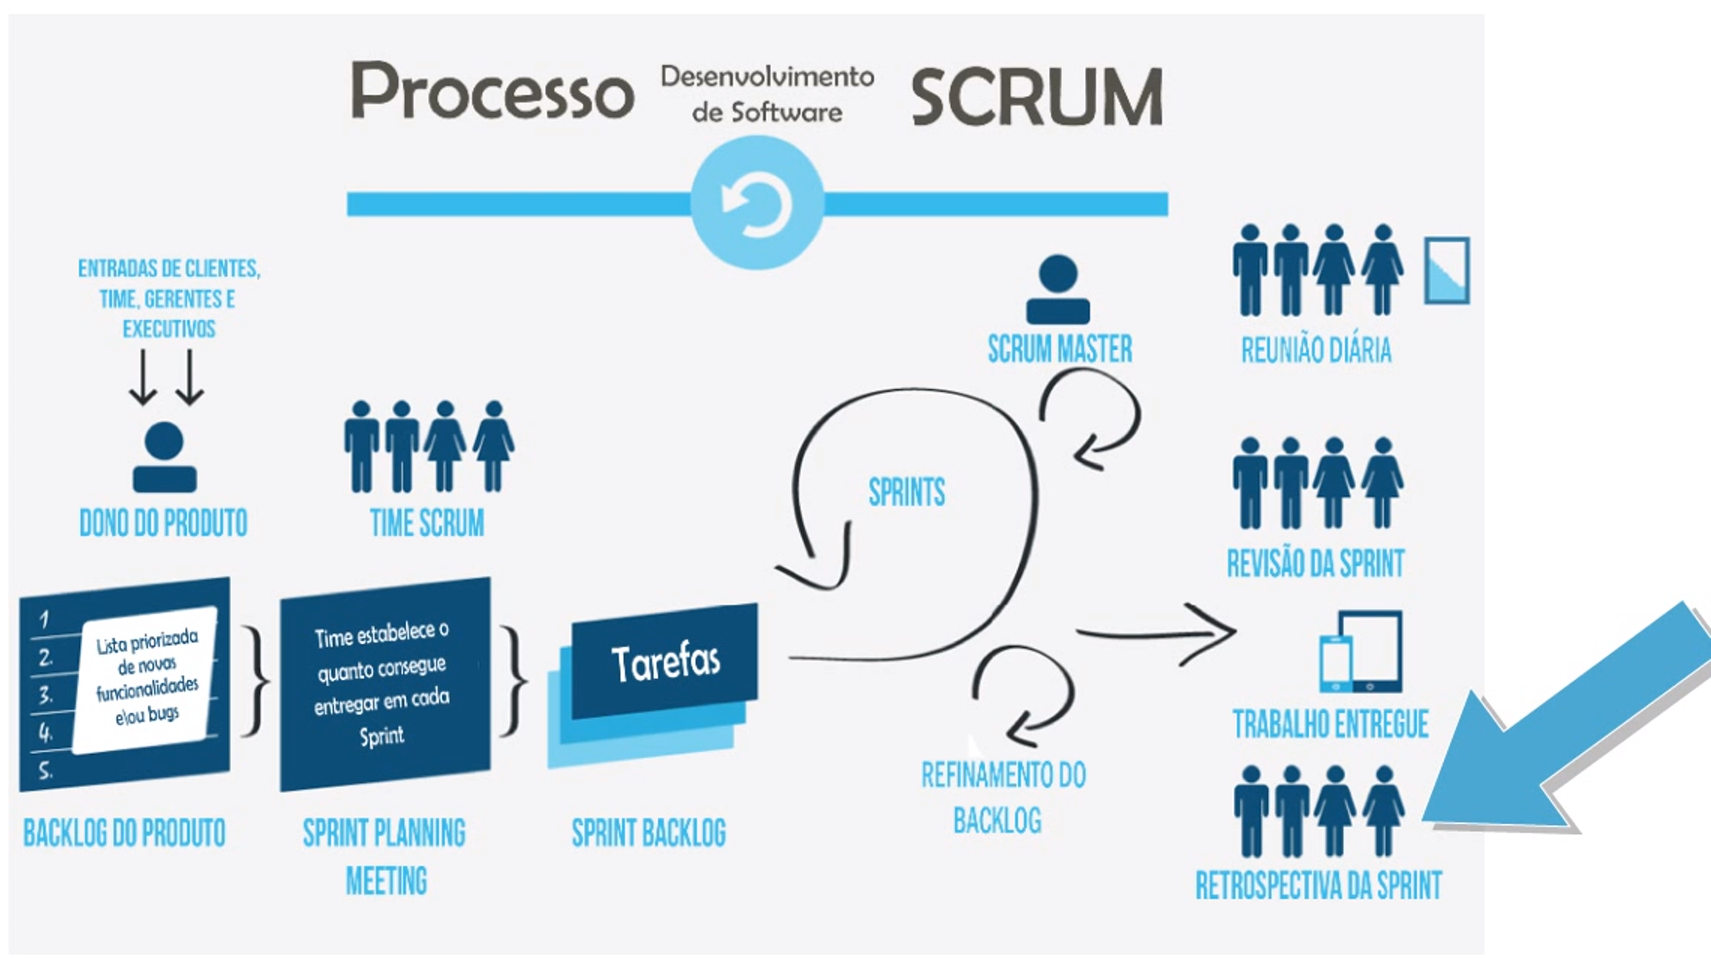 Processo
Desenvolvimento
de Software
SCRUM
ENTRADAS DE CLIENTES,
TIME, GERENTES E
EXECUTIVOS
DONO DO PRODUTO
TIME SCRUM
SCRUM MASTER
REUNIÃO DIÁRIA
SPRINTS
REVISÃO DA SPRINT
1
2.
3.
4.
5.
Lista priorizada
de novas
funcionalidades
e\ou bugs
Time estabelece o
quanto consegue
entregar em cada
Sprint
Tarefas
TRABALHO ENTREGUE
BACKLOG DO PRODUTO
SPRINT PLANNING
MEETING
SPRINT BACKLOG
REFINAMENTO DO
BACKLOG
RETROSPECTIVA DA SPRINT